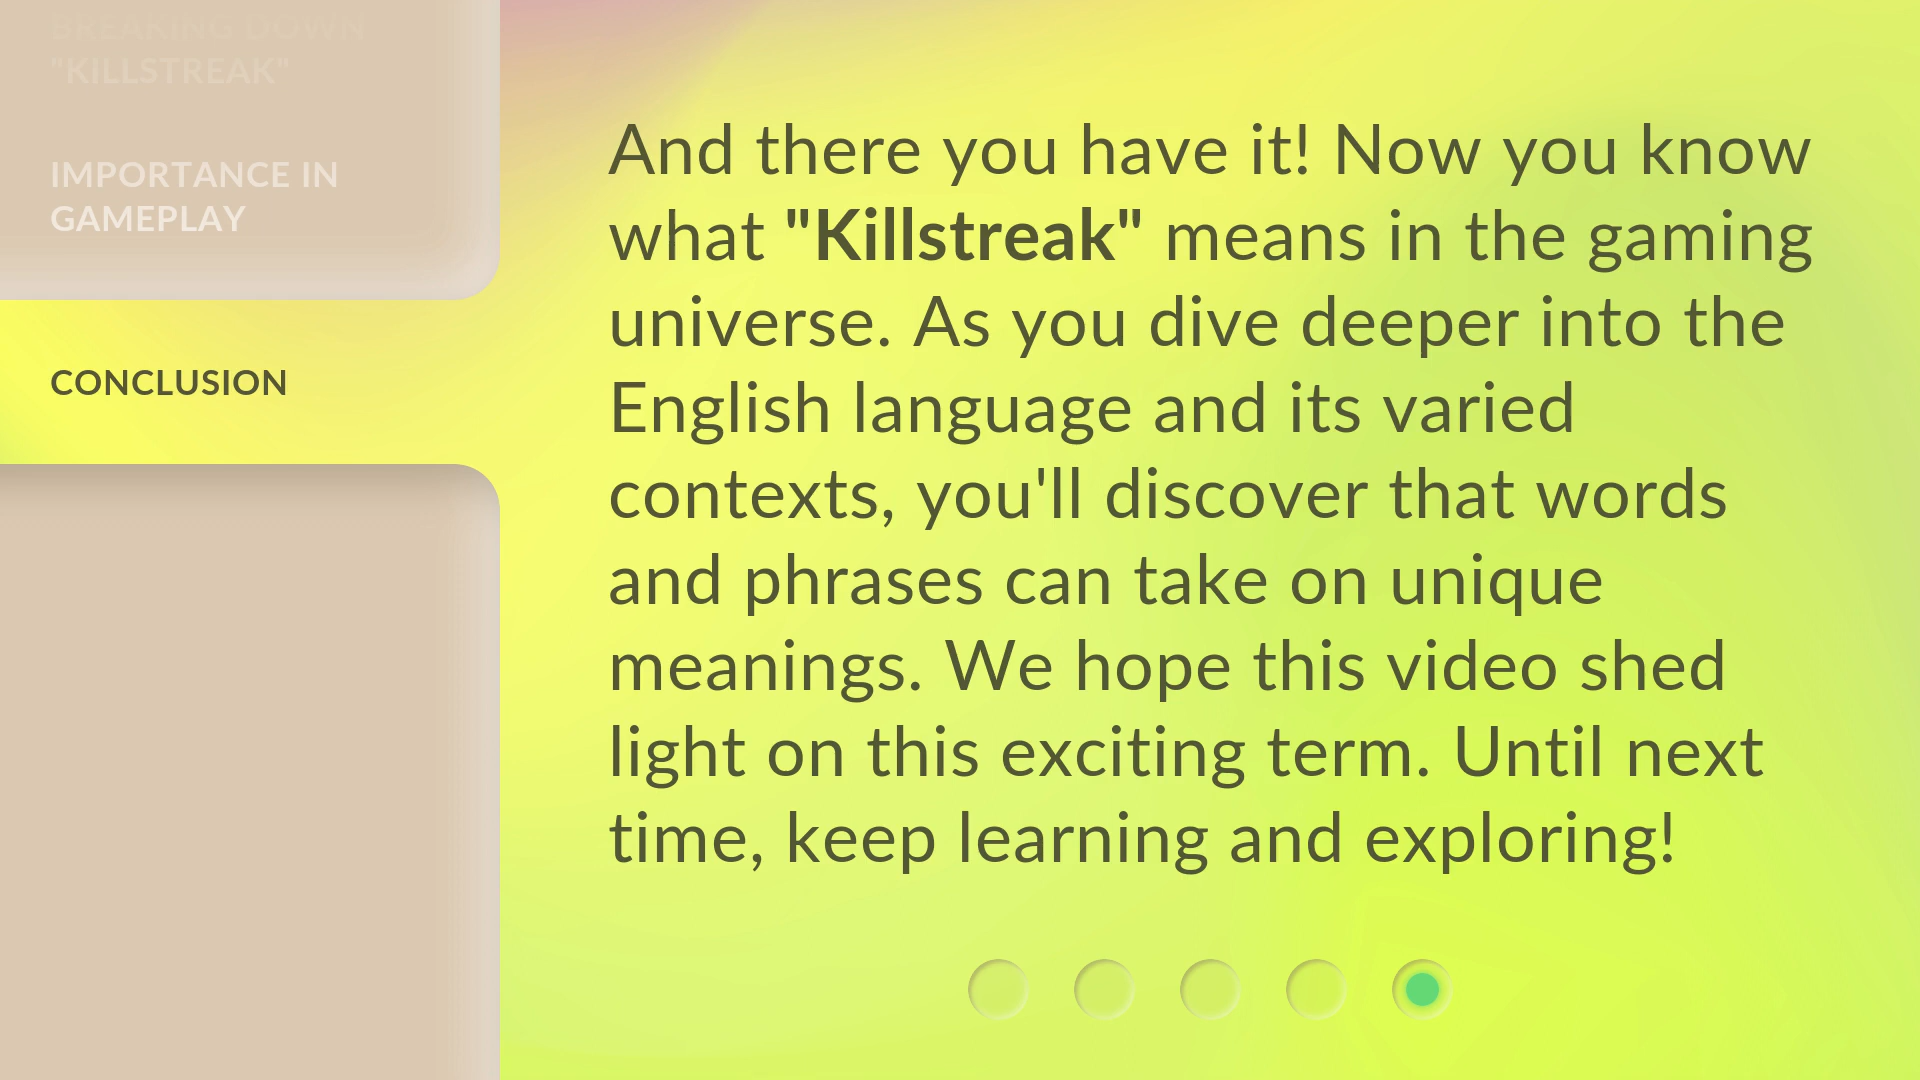 BREAKING DOWN
"KILLSTREAK"
IMPORTANCE IN
GAMEPLAY
CONCLUSION
And there you have it! Now you know
what "Killstreak" means in the gaming
universe. As you dive deeper into the
English language and its varied
contexts, you'll discover that words
and phrases can take on unique
meanings. We hope this video shed
light on this exciting term. Until next
time, keep learning and exploring!